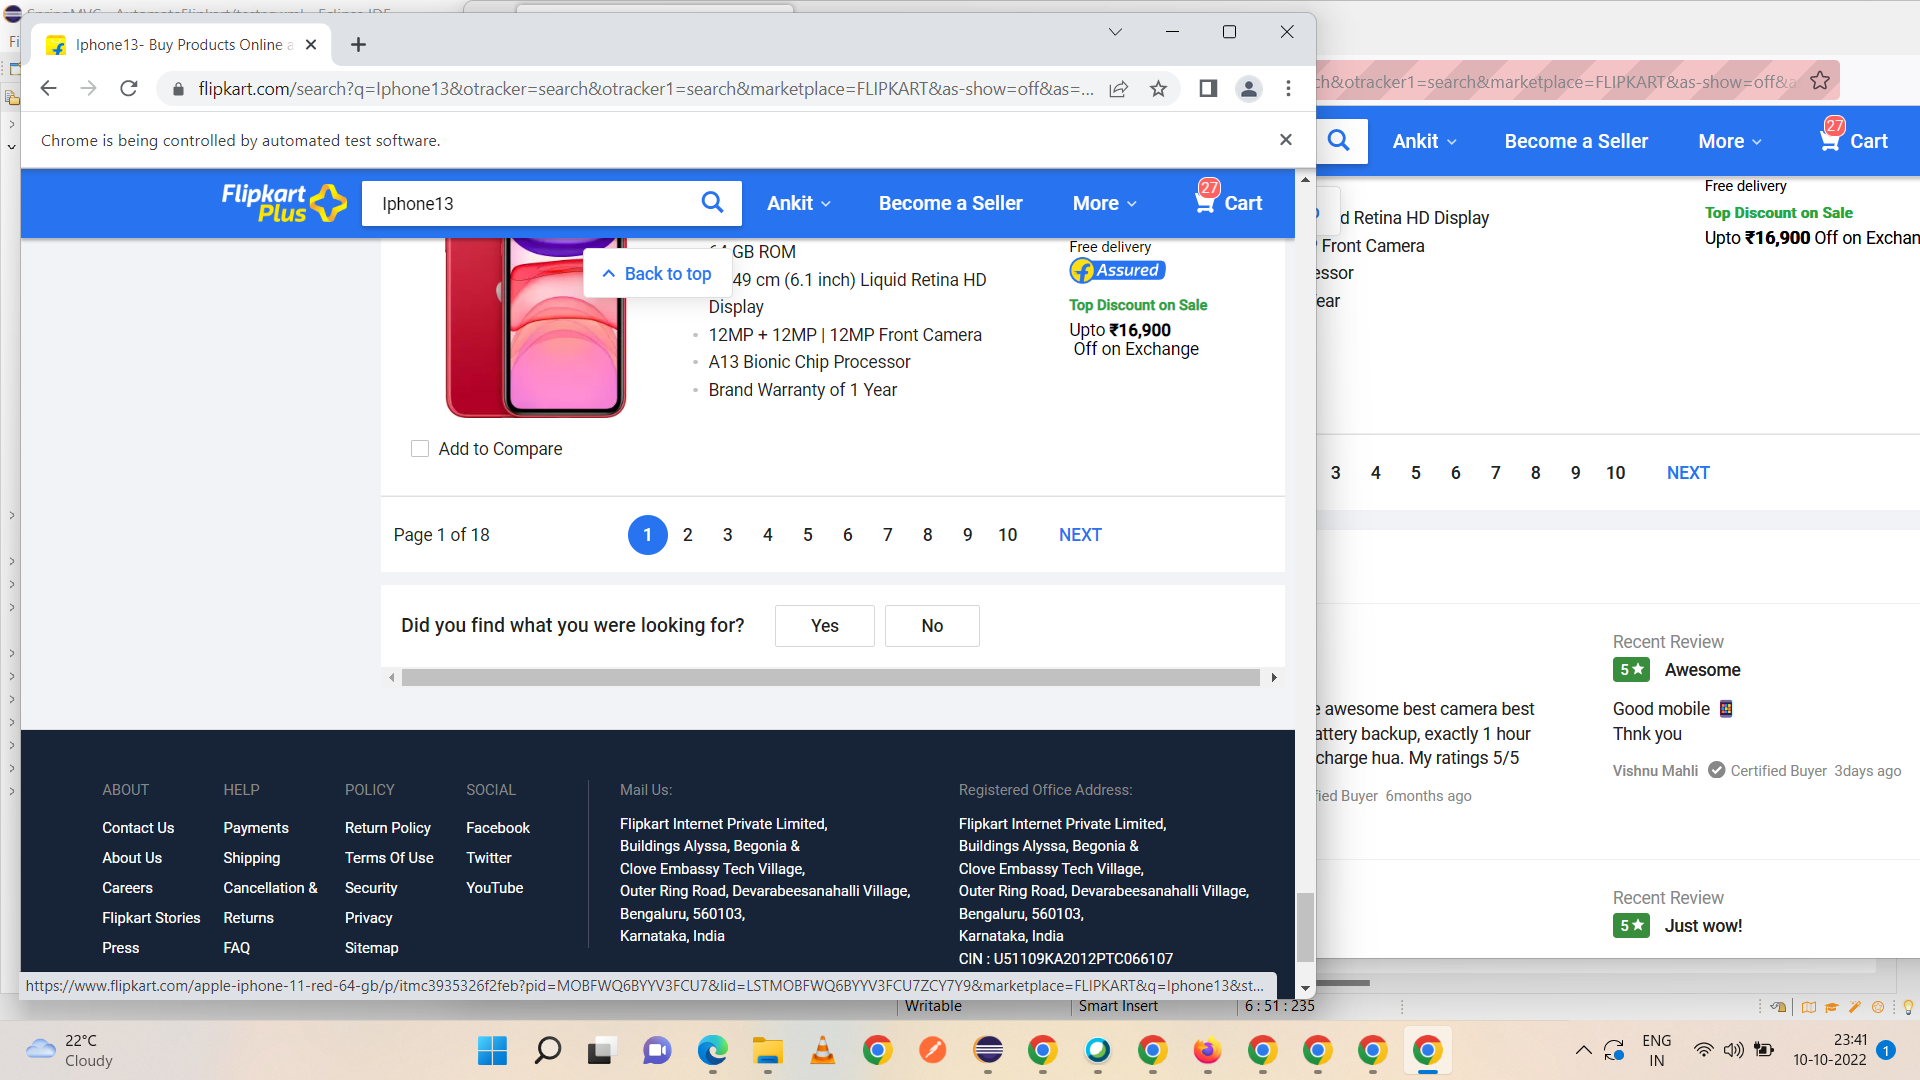 Iphone13- Buy Products Online a
flipkart.com/search?q=Iphone13&otracker=search&otracker1=search&marketplace=FLIPKART&as-show=off&as=...
Chrome is being controlled by automated test software.
Flipkart
Plus
Iphone13
Ankit
Become a Seller
More
27
Cart
GB ROM
49 cm (6.1 inch) Liquid Retina HD
Display
12MP + 12MP | 12MP Front Camera
A13 Bionic Chip Processor
Brand Warranty of 1 Year
Back to top
Free delivery
Assured
Top Discount on Sale
Upto ₹16,900
Off on Exchange
Add to Compare
Page 1 of 18
1 2 3 4 5 6 7 8 9 10 NEXT
Did you find what you were looking for?
Yes
No
ABOUT
Contact Us
About Us
Careers
Flipkart Stories
Press
HELP
Payments
Shipping
Cancellation &
Returns
FAQ
POLICY
Return Policy
Terms Of Use
Security
Privacy
Sitemap
SOCIAL
Facebook
Twitter
YouTube
Mail Us:
Flipkart Internet Private Limited,
Buildings Alyssa, Begonia &
Clove Embassy Tech Village,
Outer Ring Road, Devarabeesanahalli Village,
Bengaluru, 560103,
Karnataka, India
Registered Office Address:
Flipkart Internet Private Limited,
Buildings Alyssa, Begonia &
Clove Embassy Tech Village,
Outer Ring Road, Devarabeesanahalli Village,
Bengaluru, 560103,
Karnataka, India
CIN : U51109KA2012PTC066107
https://www.flipkart.com/apple-iphone-11-red-64-gb/p/itmc3935326f2feb?pid=MOBFWQ6BYYV3FCU7&lid=LSTMOBFWQ6BYYV3FCU7ZCY7Y9&marketplace=FLIPKART&q=Iphone13&st...
ch&otracker1=search&marketplace=FLIPKART&as-show=off&a
Ankit
Become a Seller
More
27
Cart
d Retina HD Display
Front Camera
essor
ear
Free delivery
Top Discount on Sale
Upto ₹16,900 Off on Exchan
3 4 5 6 7 8 9 10 NEXT
e awesome best camera best
attery backup, exactly 1 hour
charge hua. My ratings 5/5
fied Buyer 6months ago
Recent Review
5★ Awesome
Good mobile
Thnk you
Vishnu Mahli Certified Buyer 3days ago
Recent Review
5★ Just wow!
Writable
Smart Insert
6 : 51 : 235
22°C
Cloudy
ENG
IN
23:41
10-10-2022
1